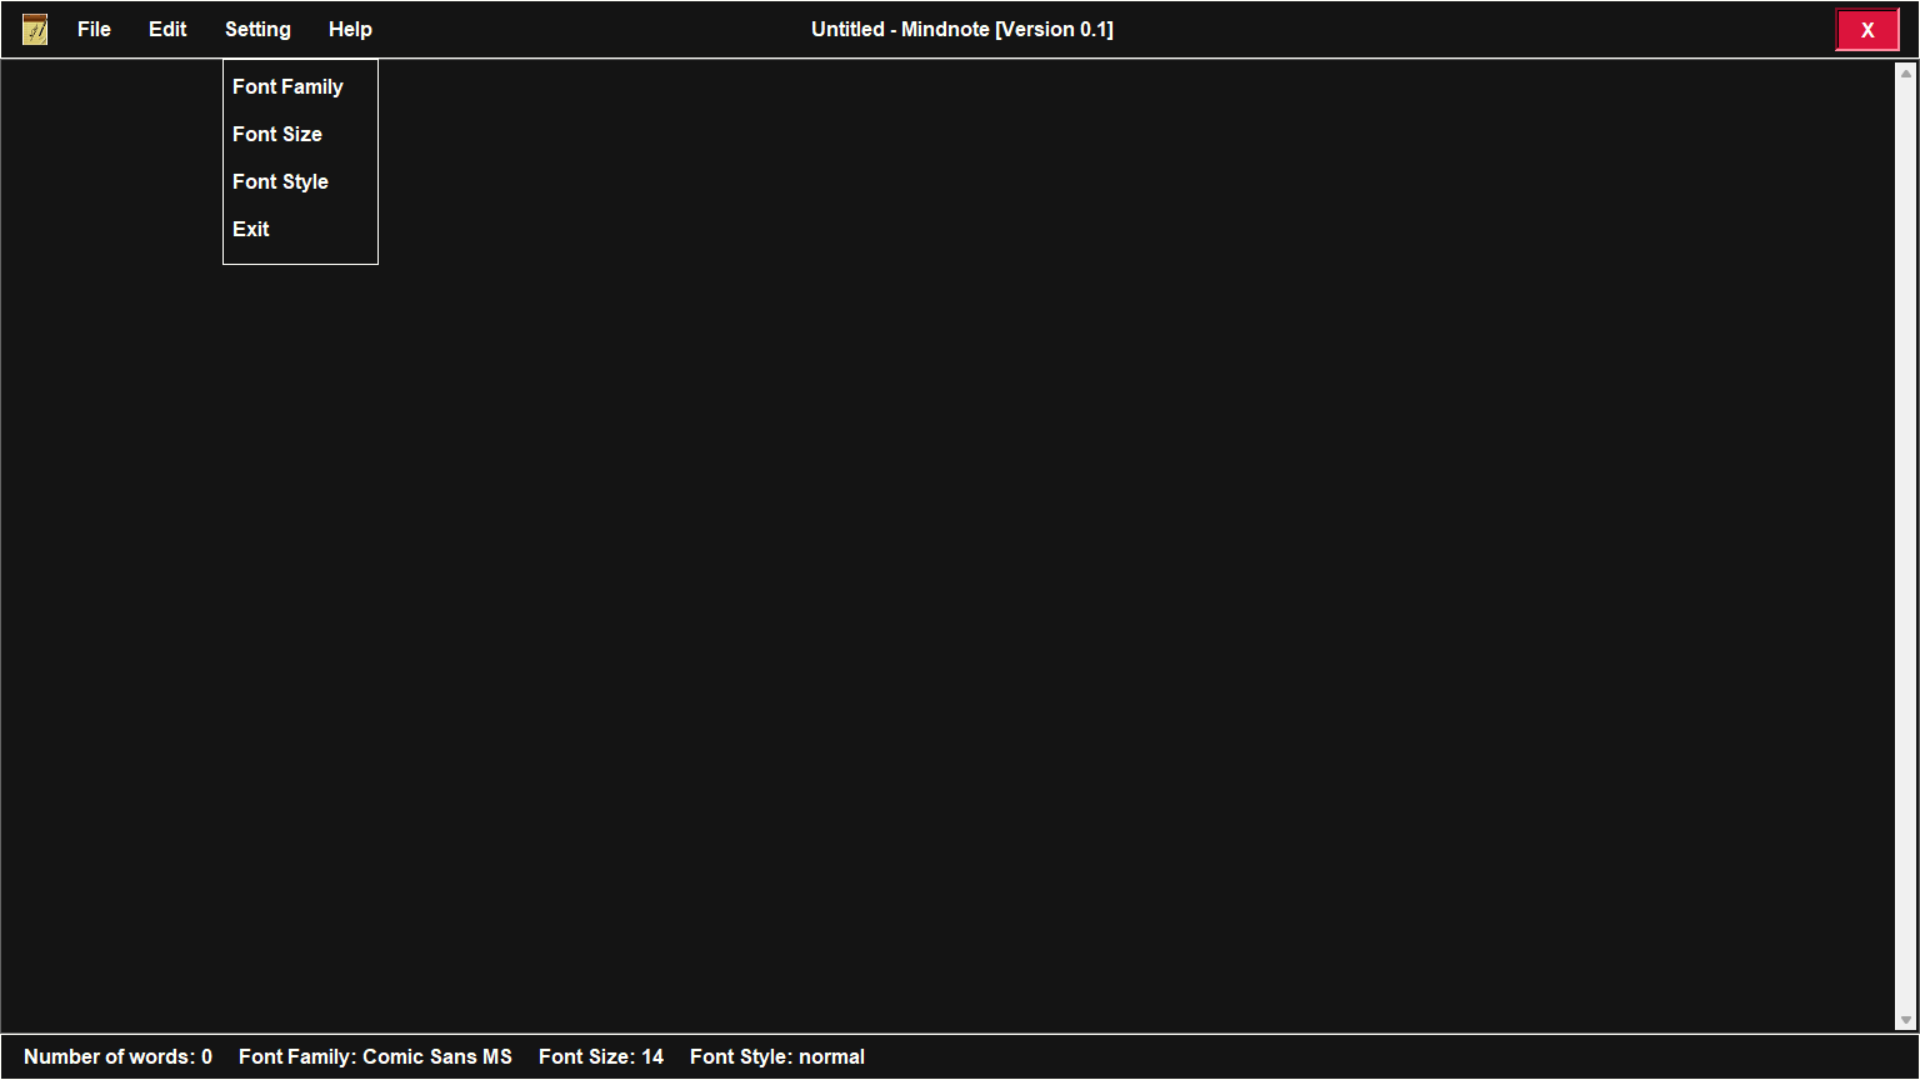 File Edit Setting Help Untitled - Mindnote [Version 0.1] X
Font Family
Font Size
Font Style
Exit
Number of words: 0 Font Family: Comic Sans MS Font Size: 14 Font Style: normal